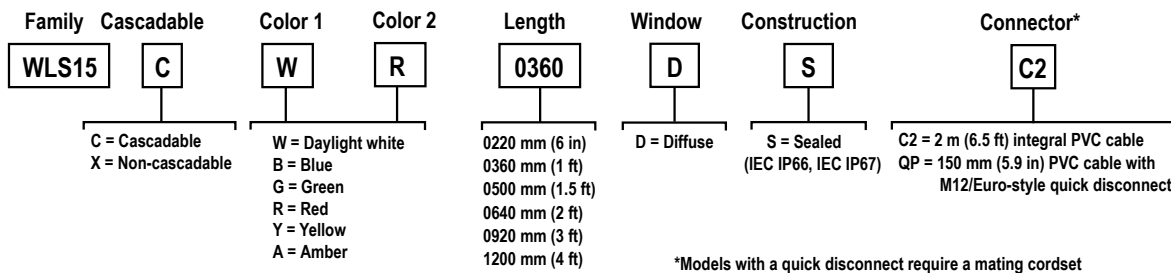 Family Cascadable Color 1 Color 2 Length Window Construction Connector*
WLS15 C W R 0360 D S C2
C = Cascadable
X = Non-cascadable
W = Daylight white
B = Blue
G = Green
R = Red
Y = Yellow
A = Amber
0220 mm (6 in)
0360 mm (1 ft)
0500 mm (1.5 ft)
0640 mm (2 ft)
0920 mm (3 ft)
1200 mm (4 ft)
D = Diffuse
S = Sealed
(IEC IP66, IEC IP67)
C2 = 2 m (6.5 ft) integral PVC cable
QP = 150 mm (5.9 in) PVC cable with
M12/Euro-style quick disconnect
*Models with a quick disconnect require a mating cordset